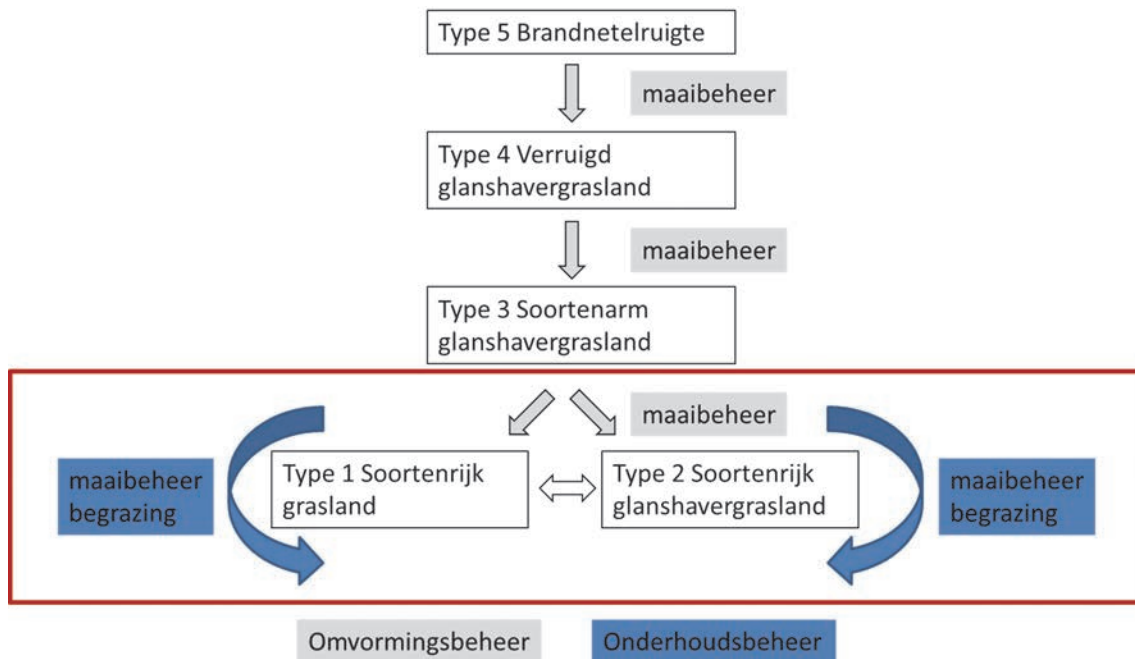 Type 5 Brandnetelruigte
maaibeheer
Type 4 Verruigd
glanshavergrasland
maaibeheer
Type 3 Soortenarm
glanshavergrasland
maaibeheer
maaibeheer
begrazing
Type 1 Soortenrijk
grasland
Type 2 Soortenrijk
glanshavergrasland
maaibeheer
begrazing
Omvormingsbeheer
Onderhoudsbeheer